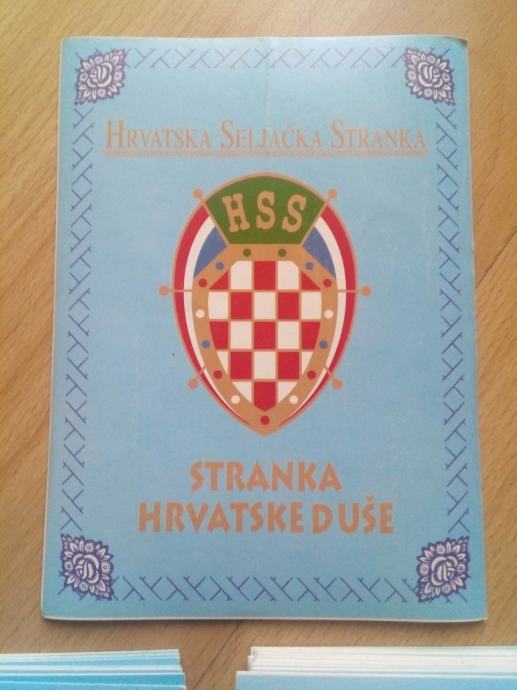 HRVATSKA SELJAČKA STRANKA
HSS
STRANKA
HRVATSKE DUŠE